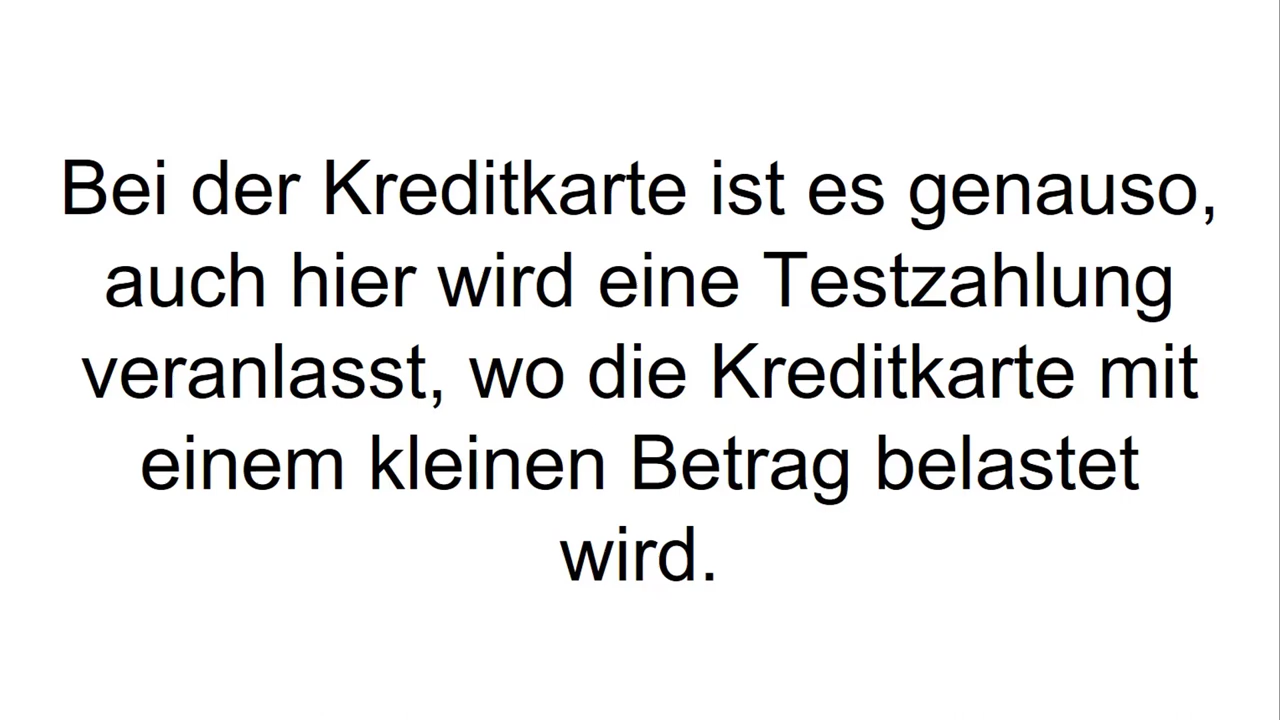 Bei der Kreditkarte ist es genauso,
auch hier wird eine Testzahlung
veranlasst, wo die Kreditkarte mit
einem kleinen Betrag belastet
wird.